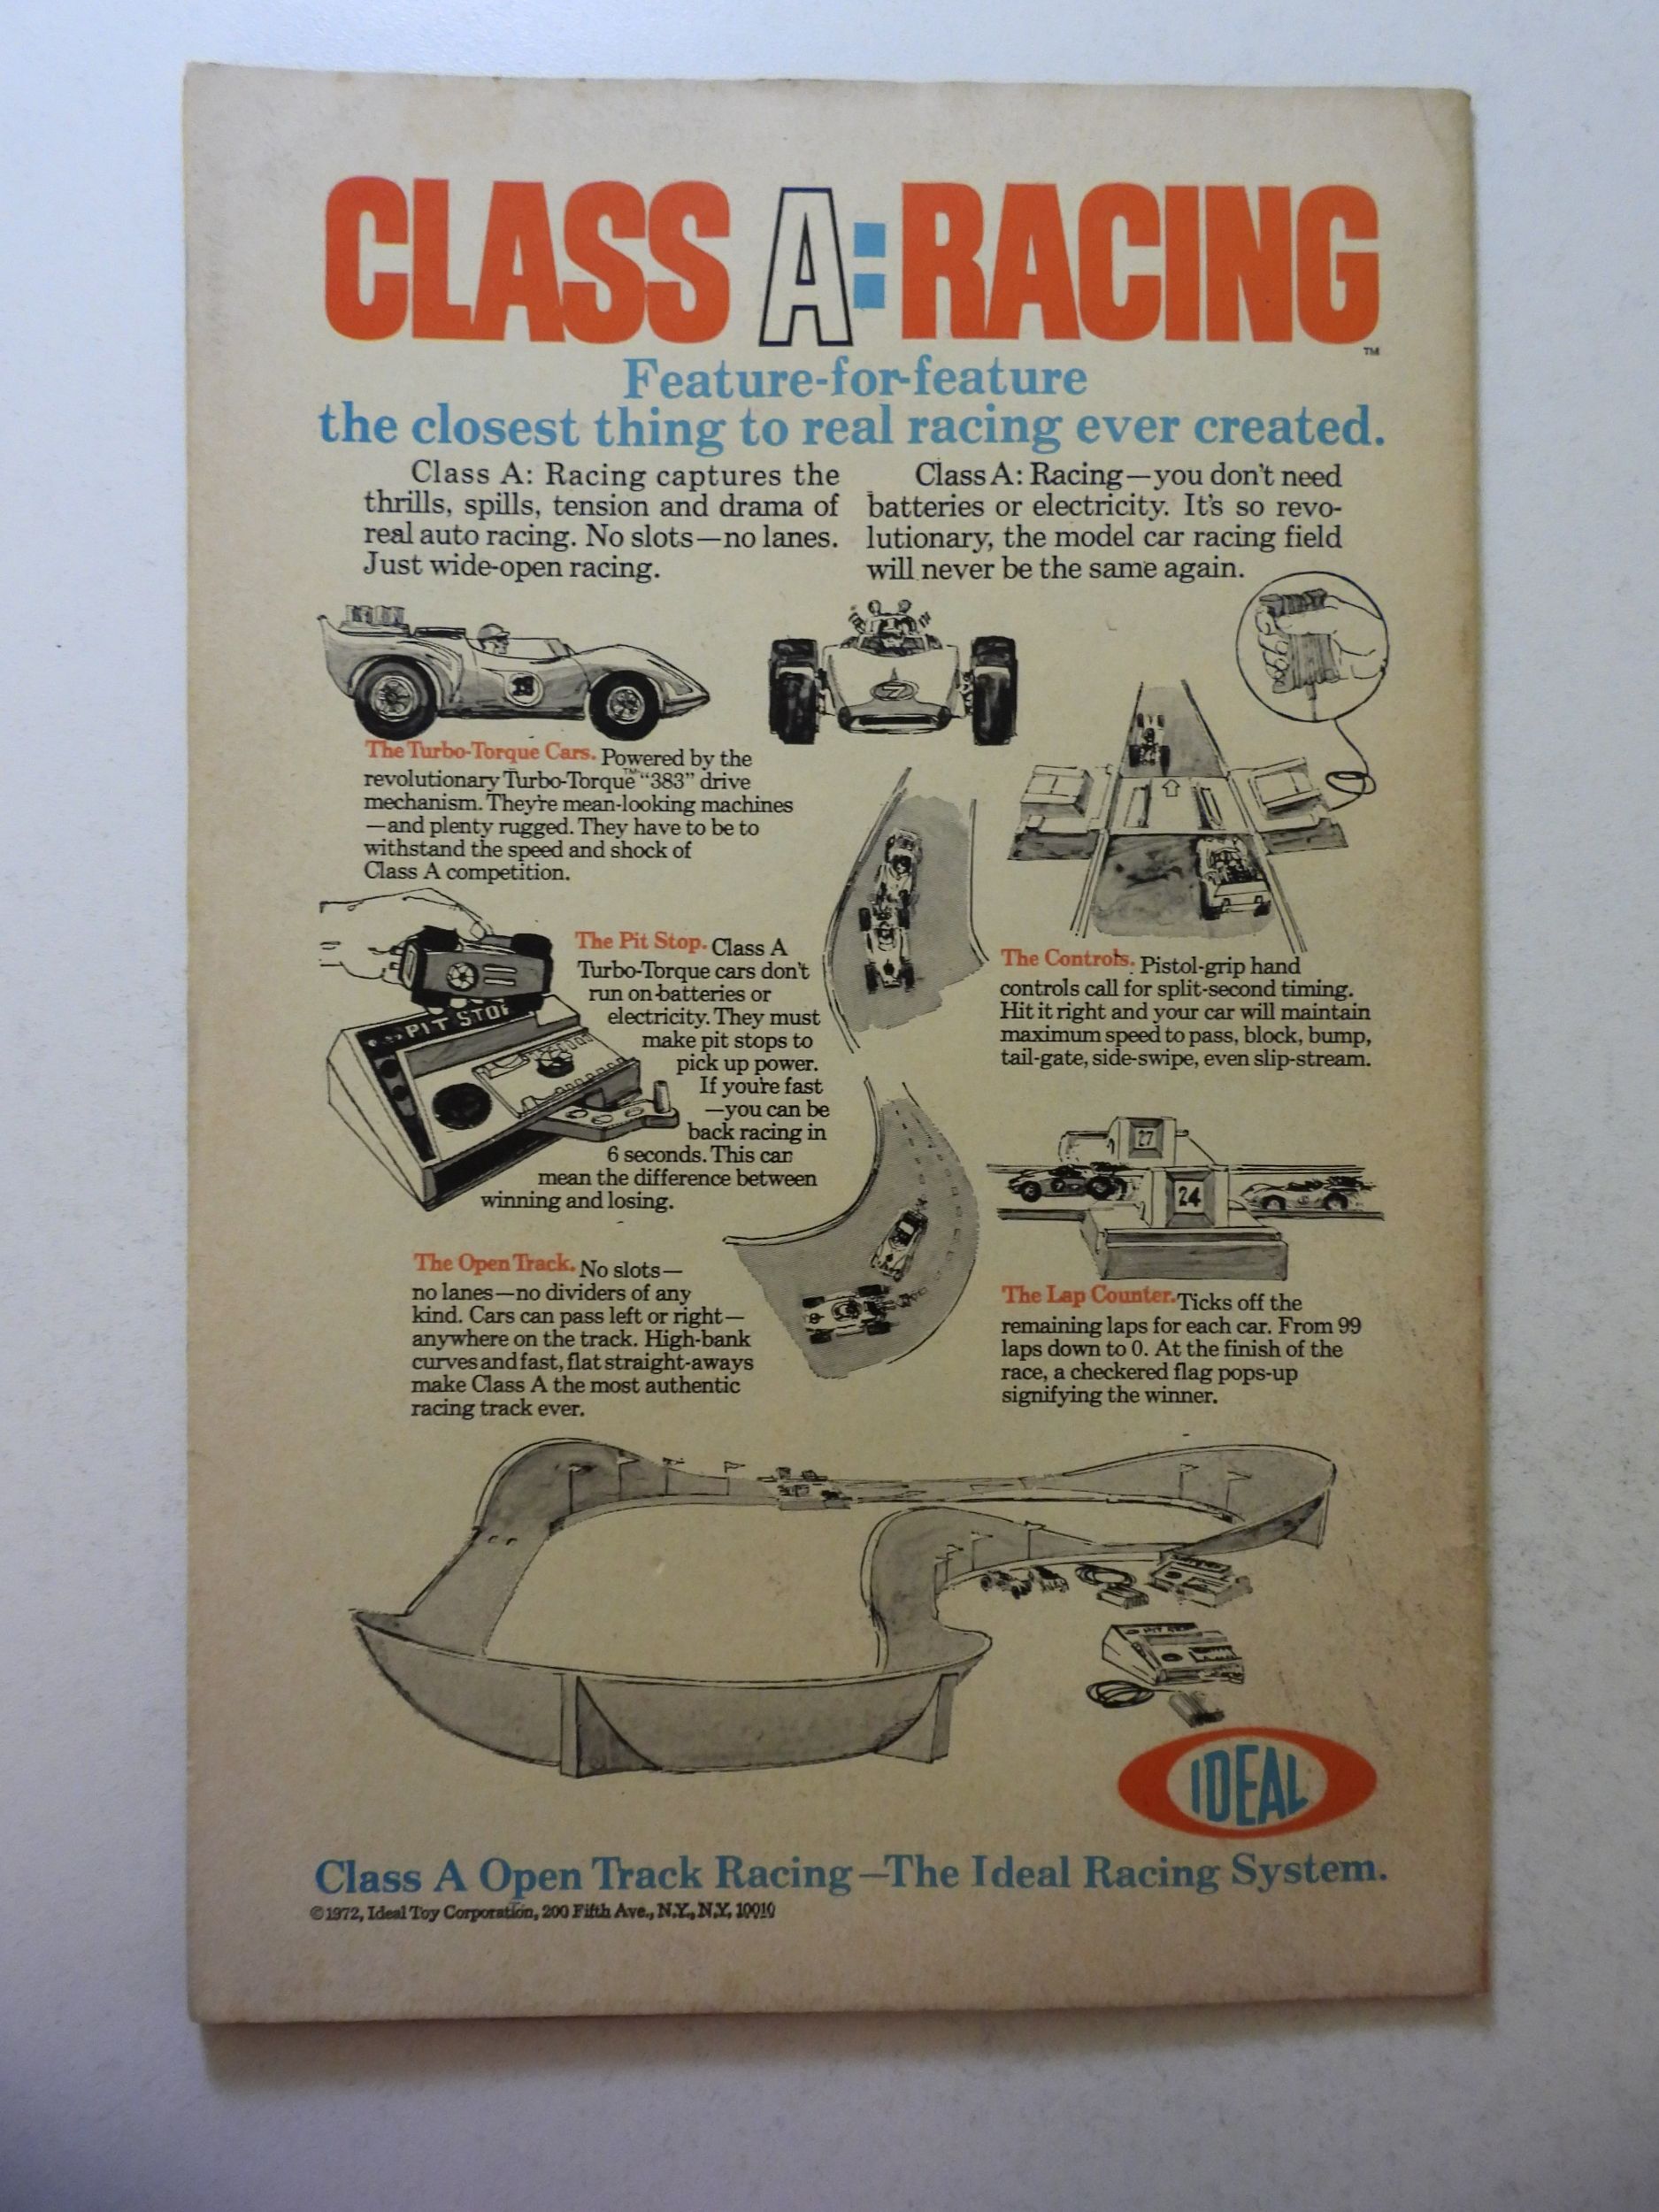 CLASS A: RACING
™
Feature-for-feature
the closest thing to real racing ever created.
Class A: Racing captures the
thrills, spills, tension and drama of
real auto racing. No slots—no lanes.
Just wide-open racing.
Class A: Racing—you don't need
batteries or electricity. It's so revo-
lutionary, the model car racing field
will never be the same again.
7
The Turbo-Torque Cars. Powered by the
revolutionary Turbo-Torque™ "383" drive
mechanism. They're mean-looking machines
—and plenty rugged. They have to be to
withstand the speed and shock of
Class A competition.
PIT STOP
The Pit Stop. Class A
Turbo-Torque cars don't
run on batteries or
electricity. They must
make pit stops to
pick up power.
If you're fast
—you can be
back racing in
6 seconds. This can
mean the difference between
winning and losing.
The Controls. Pistol-grip hand
controls call for split-second timing.
Hit it right and your car will maintain
maximum speed to pass, block, bump,
tail-gate, side-swipe, even slip-stream.
27
24
The Open Track. No slots—
no lanes—no dividers of any
kind. Cars can pass left or right—
anywhere on the track. High-bank
curves and fast, flat straight-aways
make Class A the most authentic
racing track ever.
The Lap Counter. Ticks off the
remaining laps for each car. From 99
laps down to 0. At the finish of the
race, a checkered flag pops-up
signifying the winner.
IDEAL
Class A Open Track Racing—The Ideal Racing System.
©1972, Ideal Toy Corporation, 200 Fifth Ave., N.Y., N.Y. 10010